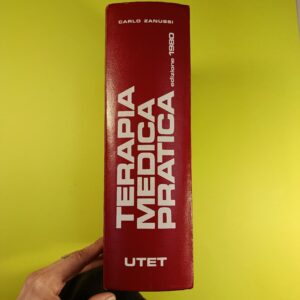 CARLO ZANUSSI
TERAPIA
MEDICA
PRATICA
edizione 1980
UTET